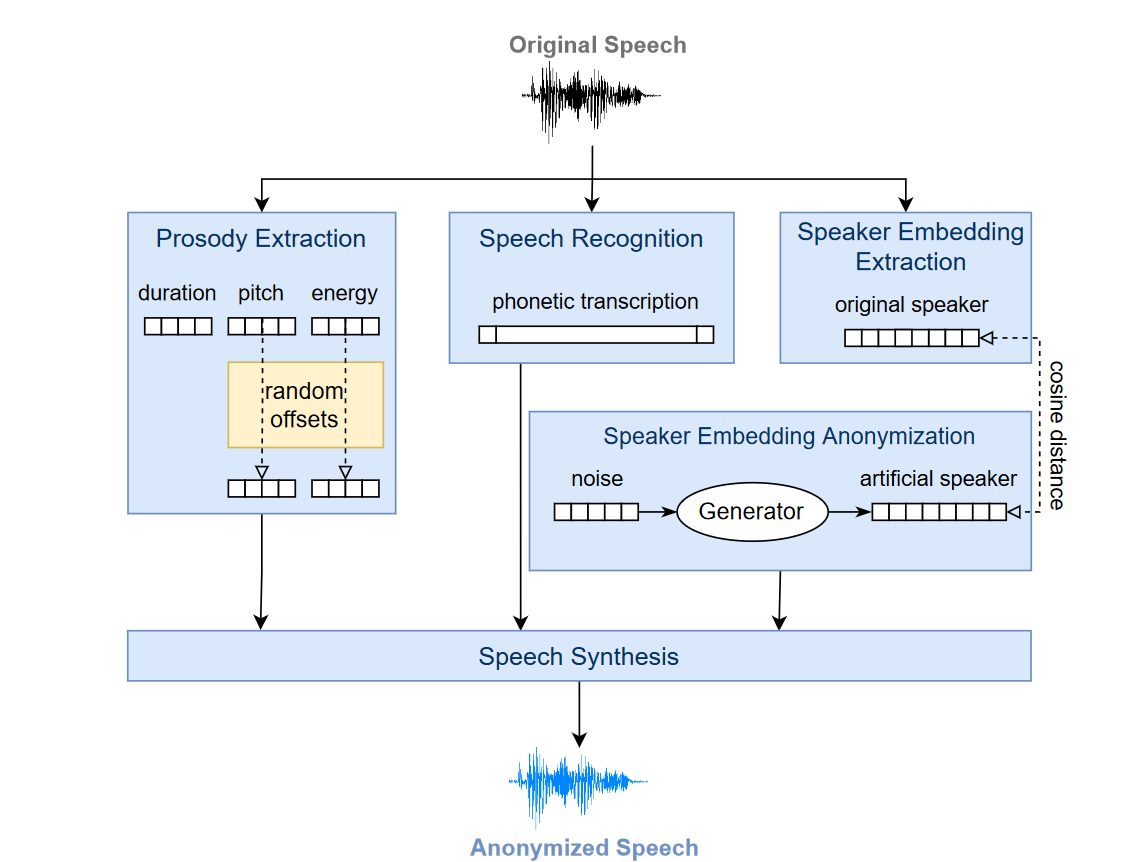 Original Speech
Prosody Extraction
duration
pitch
energy
random
offsets
Speech Recognition
phonetic transcription
Speaker Embedding
Extraction
original speaker
cosine distance
Speaker Embedding Anonymization
noise
Generator
artificial speaker
Speech Synthesis
Anonymized Speech